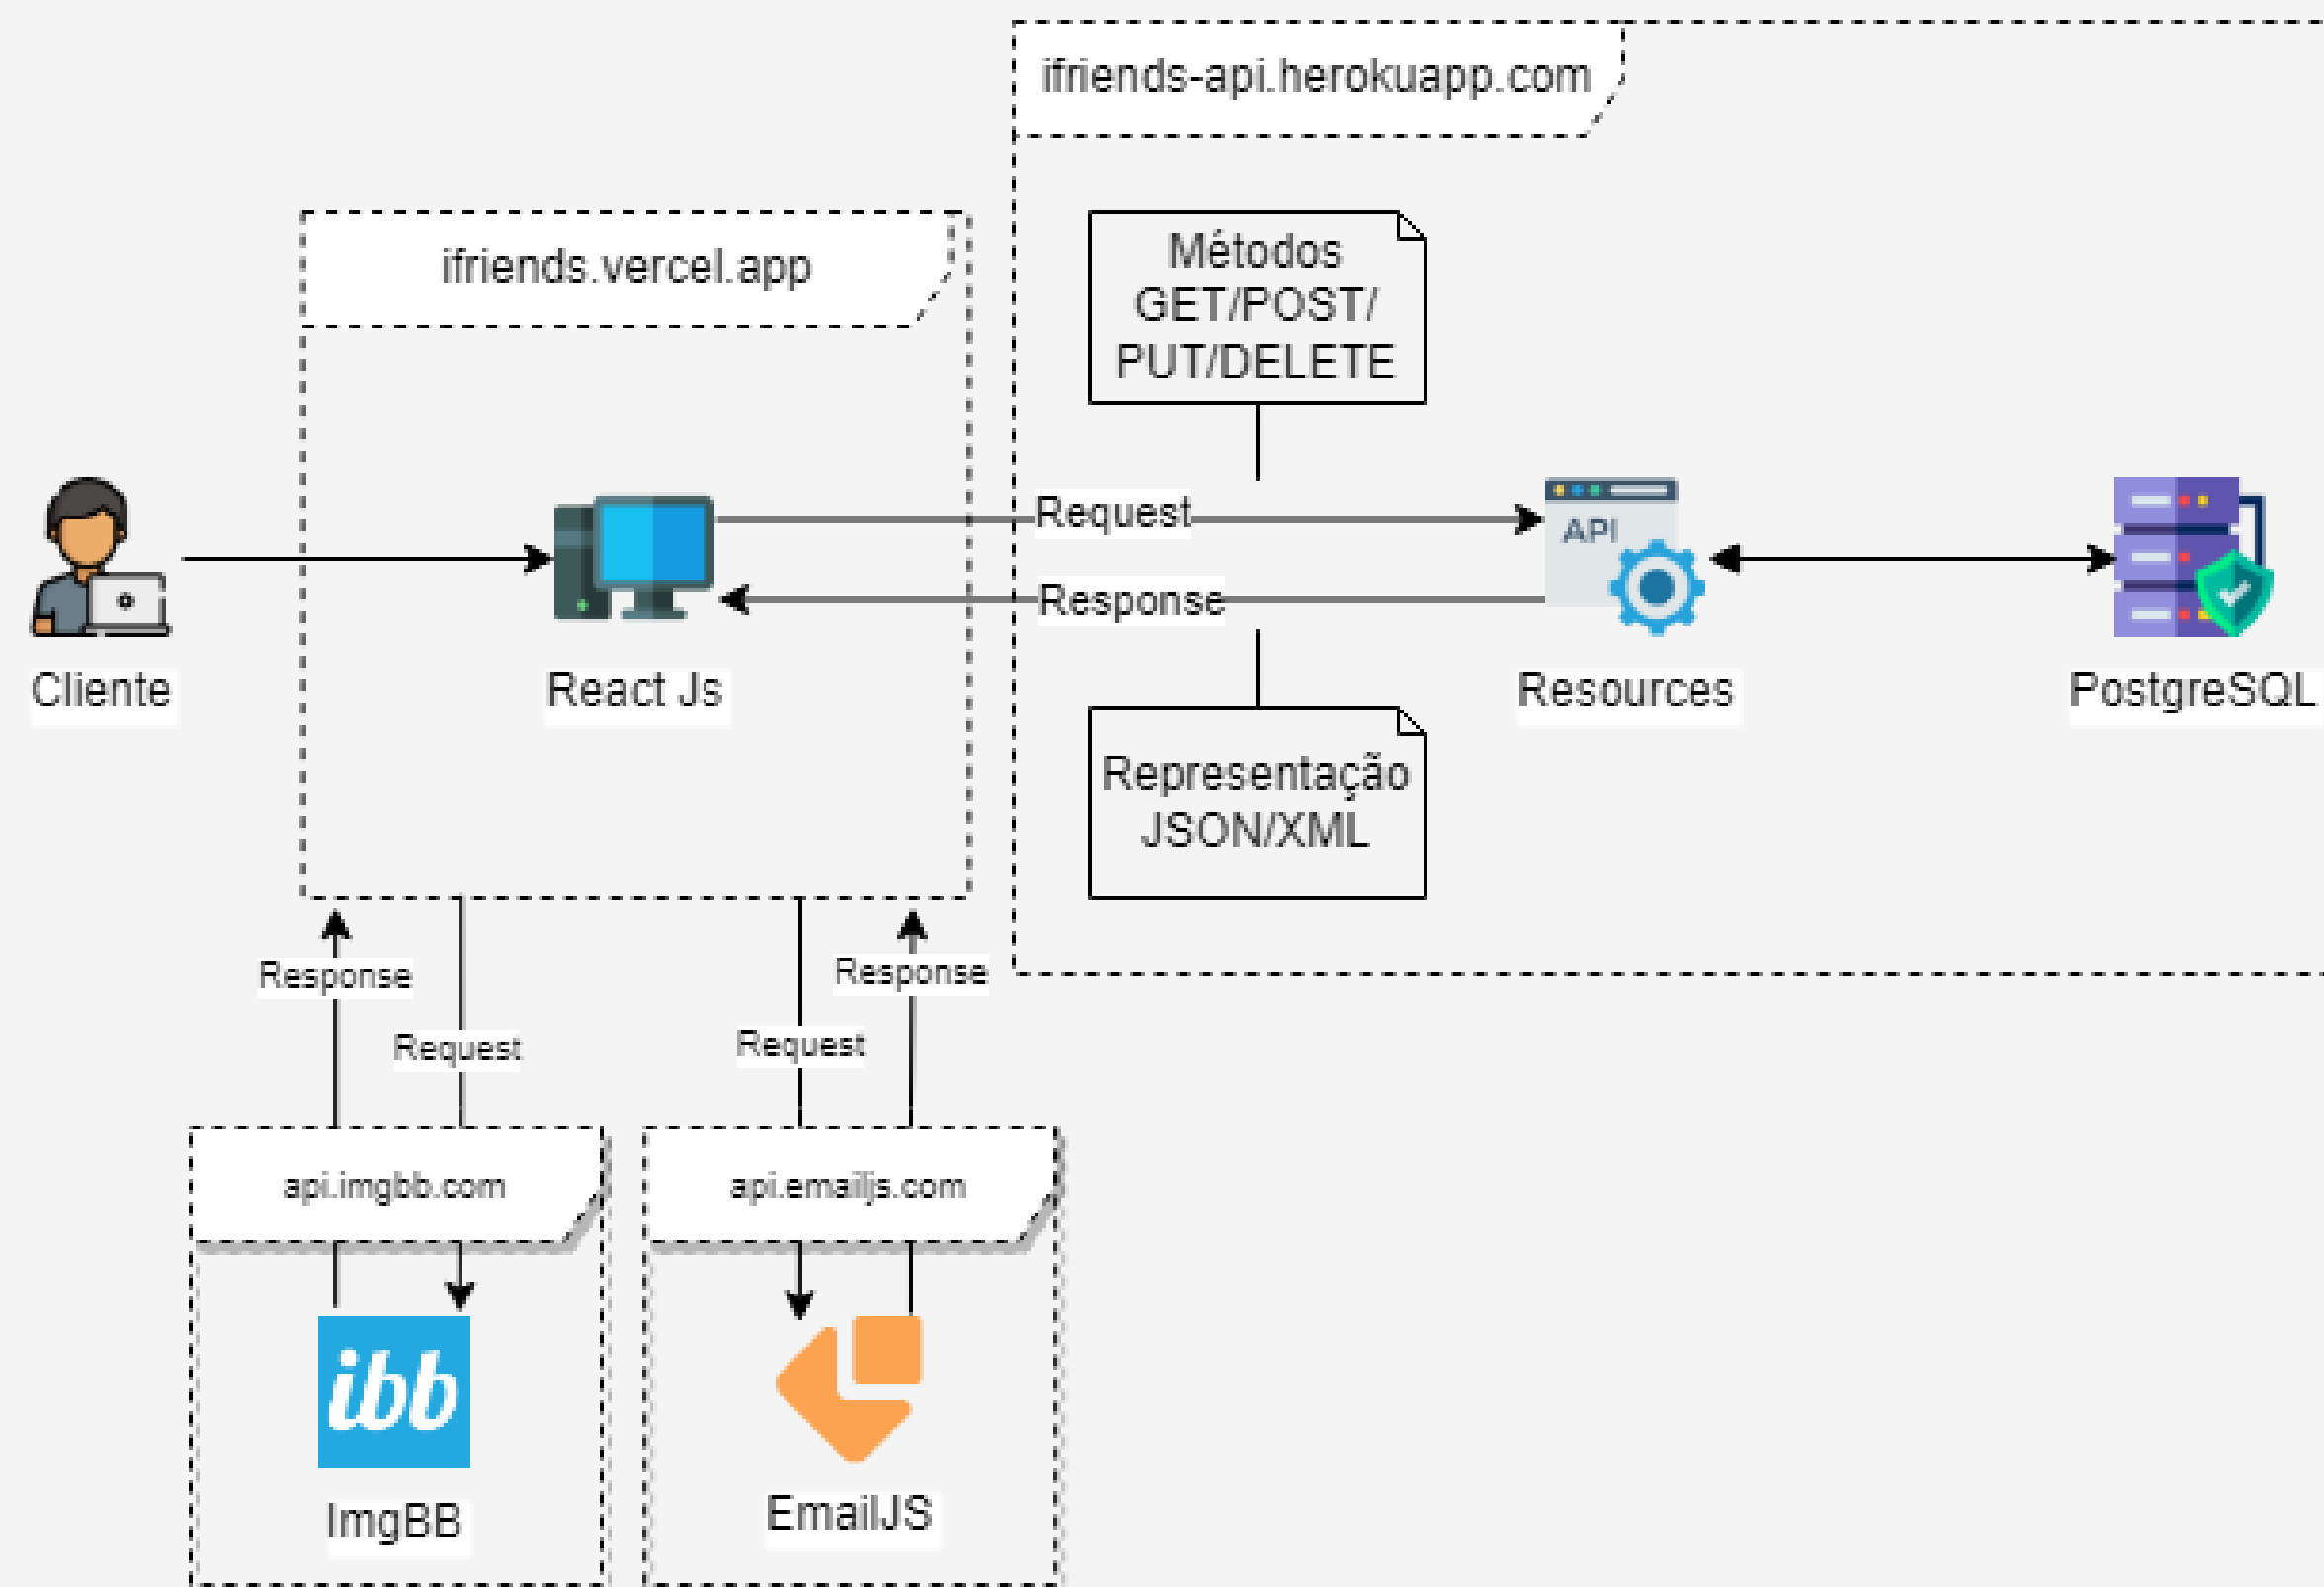 ifriends-api.herokuapp.com
ifriends.vercel.app
Métodos
GET/POST/
PUT/DELETE
Request
API
Response
Cliente
React Js
Resources
PostgreSQL
Representação
JSON/XML
Response
Response
Request
Request
api.imgbb.com
api.emailjs.com
ibb
ImgBB
EmailJS